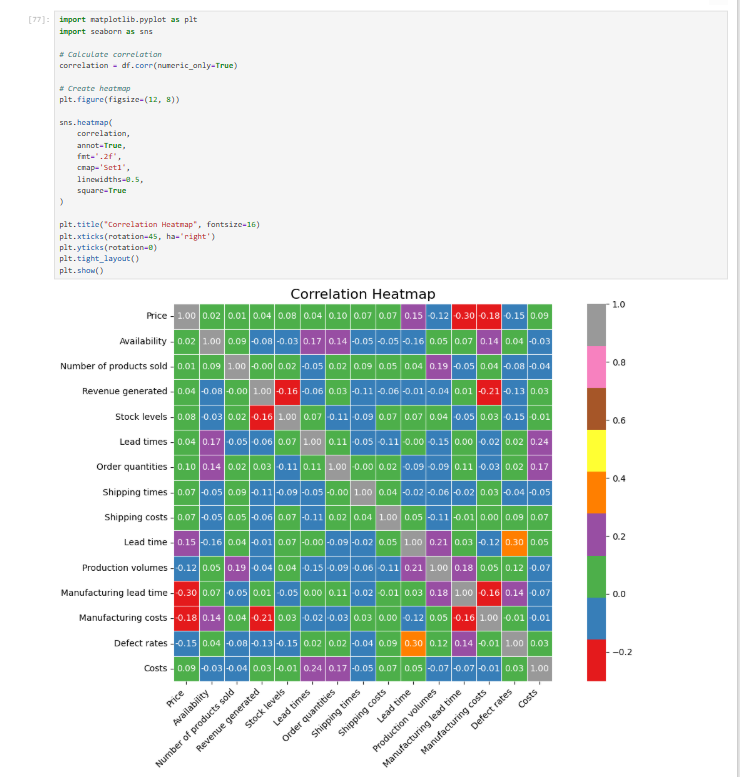 [77]: import matplotlib.pyplot as plt
import seaborn as sns
# Calculate correlation
correlation = df.corr(numeric_only=True)
# Create heatmap
plt.figure(figsize=(12, 8))
sns.heatmap(
correlation,
annot=True,
fmt='.2f',
cmap='Set1',
linewidths=0.5,
square=True
)
plt.title("Correlation Heatmap", fontsize=16)
plt.xticks(rotation=45, ha='right')
plt.yticks(rotation=0)
plt.tight_layout()
plt.show()
Correlation Heatmap
Price 1.00 0.02 0.01 0.04 0.08 0.04 0.10 0.07 0.07 0.15 -0.12 -0.30 -0.18 -0.15 0.09
Availability 0.02 1.00 0.09 -0.08 -0.03 0.17 0.14 -0.05 -0.05 -0.16 0.05 0.07 0.14 0.04 -0.03
Number of products sold 0.01 0.09 1.00 -0.00 0.02 -0.05 0.02 0.09 0.05 0.04 0.19 -0.05 0.04 -0.08 -0.04
Revenue generated 0.04 -0.08 -0.00 1.00 -0.16 -0.06 0.03 -0.11 -0.06 -0.01 -0.04 0.01 -0.21 -0.13 0.03
Stock levels 0.08 -0.03 0.02 -0.16 1.00 0.07 -0.11 -0.09 0.07 0.07 0.04 -0.05 0.03 -0.15 -0.01
Lead times 0.04 0.17 -0.05 -0.06 0.07 1.00 0.11 -0.05 -0.11 -0.00 -0.15 0.00 -0.02 0.02 0.24
Order quantities 0.10 0.14 0.02 0.03 -0.11 0.11 1.00 -0.00 0.02 -0.09 -0.09 0.11 -0.03 0.02 0.17
Shipping times 0.07 -0.05 0.09 -0.11 -0.09 -0.05 -0.00 1.00 0.04 -0.02 -0.06 -0.02 0.03 -0.04 -0.05
Shipping costs 0.07 -0.05 0.05 -0.06 0.07 -0.11 0.02 0.04 1.00 0.05 -0.11 -0.01 0.00 0.09 0.07
Lead time 0.15 -0.16 0.04 -0.01 0.07 -0.00 -0.09 -0.02 0.05 1.00 0.21 0.03 -0.12 0.30 0.05
Production volumes -0.12 0.05 0.19 -0.04 0.04 -0.15 -0.09 -0.06 -0.11 0.21 1.00 0.18 0.05 0.12 -0.07
Manufacturing lead time -0.30 0.07 -0.05 0.01 -0.05 0.00 0.11 -0.02 -0.01 0.03 0.18 1.00 -0.16 0.14 -0.07
Manufacturing costs -0.18 0.14 0.04 -0.21 0.03 -0.02 -0.03 0.03 0.00 -0.12 0.05 -0.16 1.00 -0.01 -0.01
Defect rates -0.15 0.04 -0.08 -0.13 -0.15 0.02 0.02 -0.04 0.09 0.30 0.12 0.14 -0.01 1.00 0.03
Costs 0.09 -0.03 -0.04 0.03 -0.01 0.24 0.17 -0.05 0.07 0.05 -0.07 -0.07 -0.01 0.03 1.00
Price
Availability
Number of products sold
Revenue generated
Stock levels
Lead times
Order quantities
Shipping times
Shipping costs
Lead time
Production volumes
Manufacturing lead time
Manufacturing costs
Defect rates
Costs
1.0
0.8
0.6
0.4
0.2
0.0
−0.2